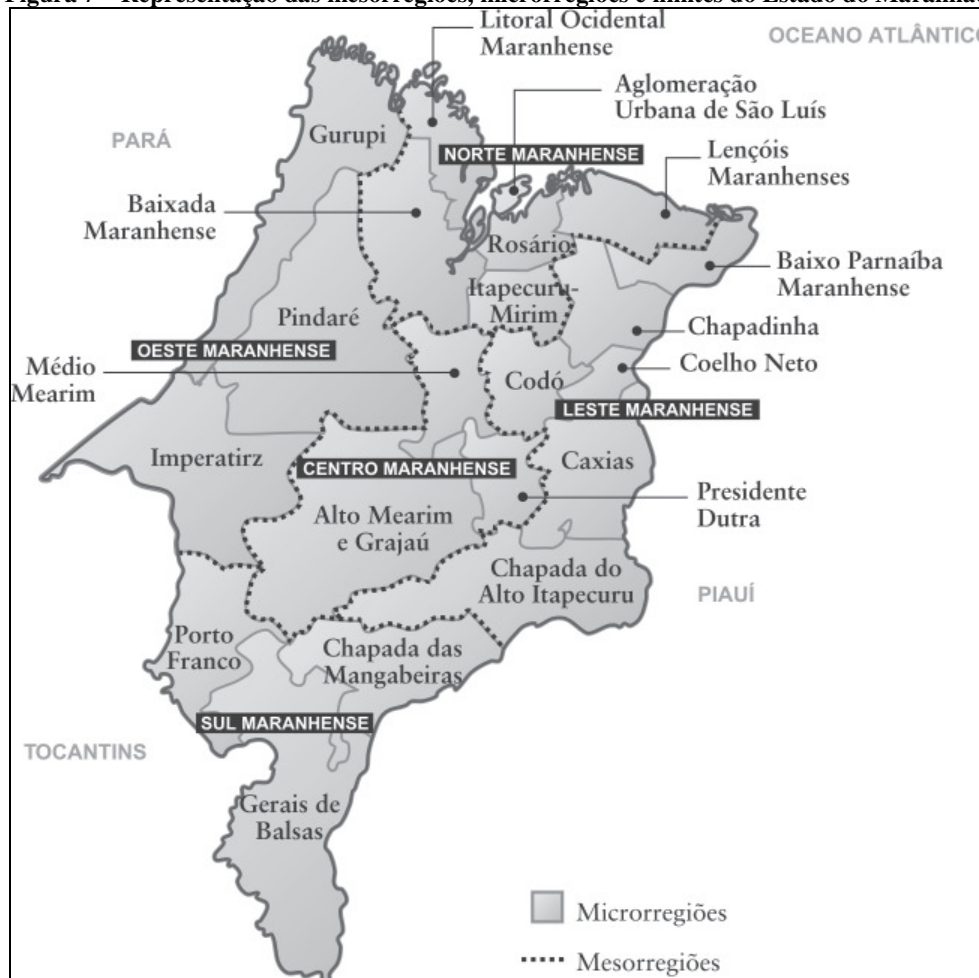 Figura 7 – Representação das mesorregiões, microrregiões e limites do Estado do Maranhão
Litoral Ocidental
Maranhense
OCEANO ATLÂNTICO
Aglomeração
Urbana de São Luís
PARÁ
Gurupi
NORTE MARANHENSE
Lençóis
Maranhenses
Baixada
Maranhense
Rosário
Baixo Parnaíba
Maranhense
Itapecuru-
Mirim
Pindaré
Chapadinha
OESTE MARANHENSE
Médio
Mearim
Coelho Neto
Codó
LESTE MARANHENSE
Imperatirz
CENTRO MARANHENSE
Caxias
Presidente
Dutra
Alto Mearim
e Grajaú
Chapada do
Alto Itapecuru
PIAUÍ
Porto
Franco
Chapada das
Mangabeiras
SUL MARANHENSE
TOCANTINS
Gerais de
Balsas
Microrregiões
Mesorregiões